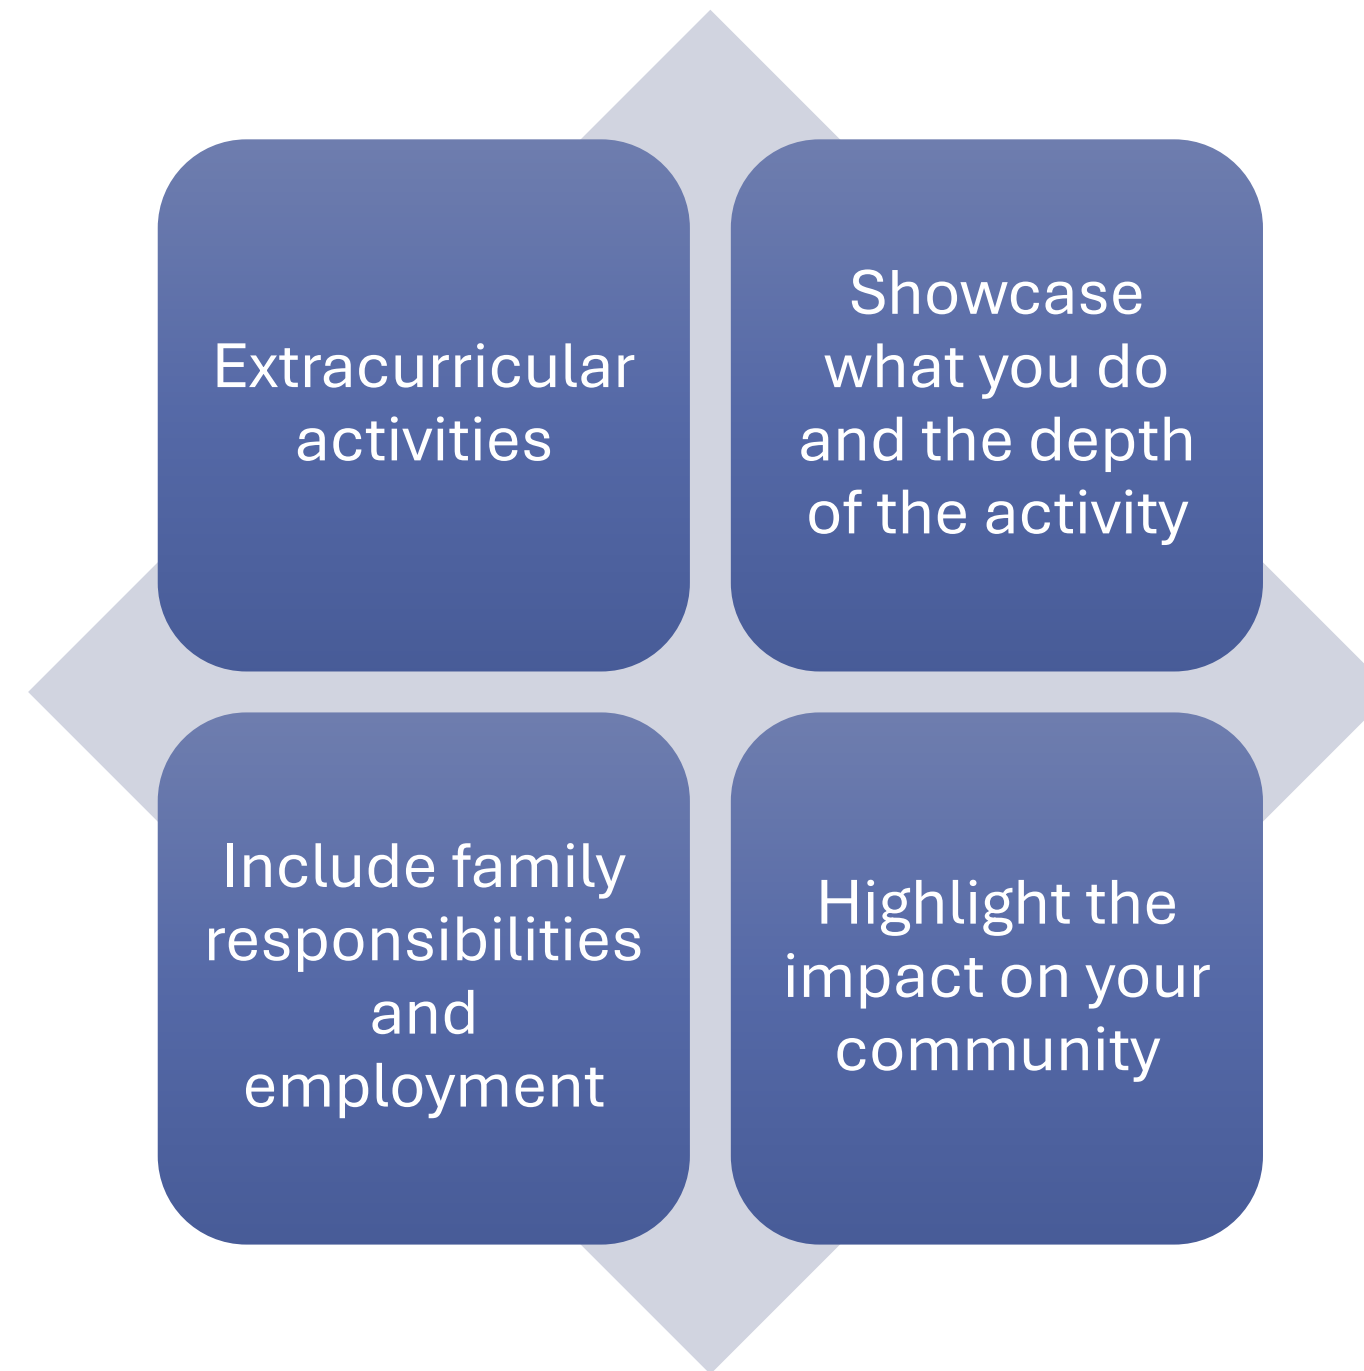 Extracurricular
activities
Showcase
what you do
and the depth
of the activity
Include family
responsibilities
and
employment
Highlight the
impact on your
community